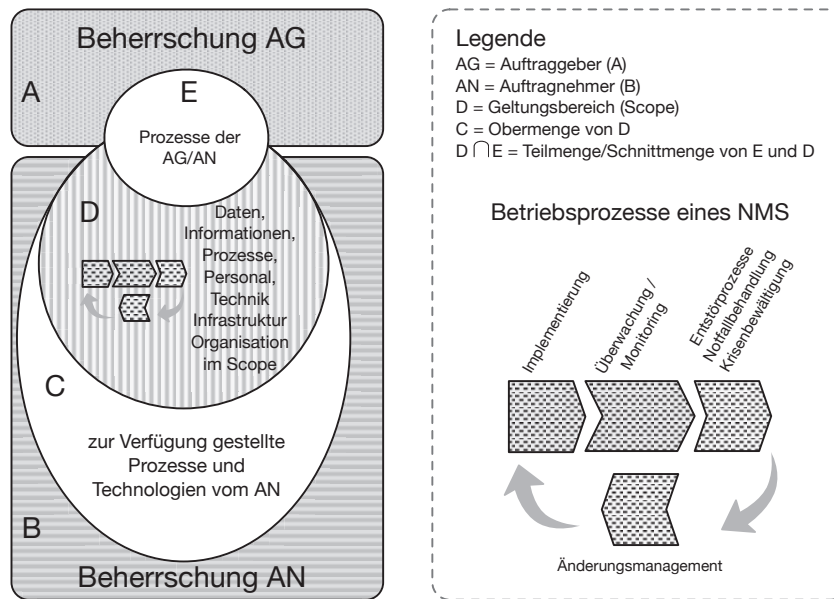 Beherrschung AG
A
E
Prozesse der
AG/AN
D
Daten,
Informationen,
Prozesse,
Personal,
Technik
Infrastruktur
Organisation
im Scope
C
zur Verfügung gestellte
Prozesse und
Technologien vom AN
B
Beherrschung AN
Legende
AG = Auftraggeber (A)
AN = Auftragnehmer (B)
D = Geltungsbereich (Scope)
C = Obermenge von D
D ⋂ E = Teilmenge/Schnittmenge von E und D
Betriebsprozesse eines NMS
Implementierung
Überwachung /
Monitoring
Entstörprozesse
Notfallbehandlung
Krisenbewältigung
Änderungsmanagement